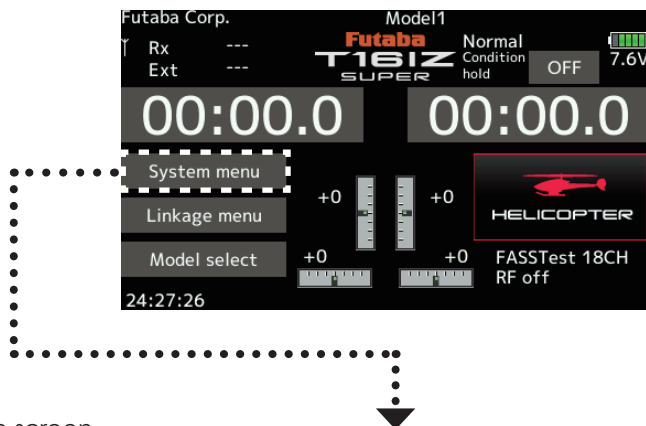 Futaba Corp. Model1
Rx ---
Ext ---
Futaba
T16IZ
SUPER
Normal
Condition
hold
OFF
7.6V
00:00.0 00:00.0
System menu
Linkage menu
Model select
+0 +0
+0 +0
HELICOPTER
FASSTest 18CH
RF off
24:27:26
screen